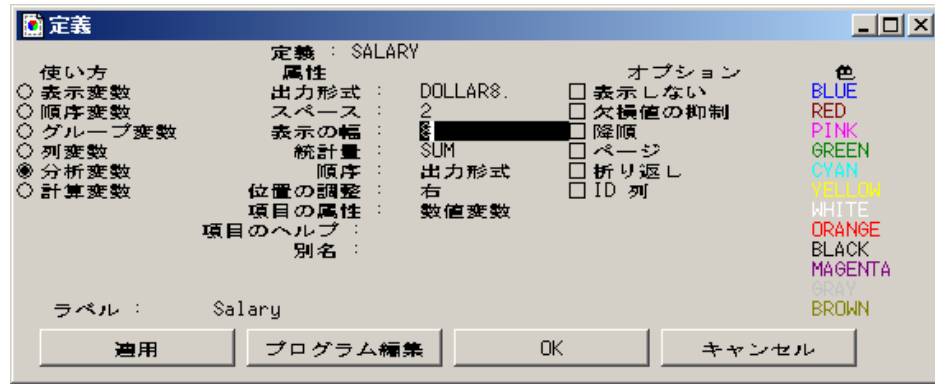 定義
定義 : SALARY
使い方 属性 オプション 色
表示変数 出力形式 : DOLLAR8. 表示しない BLUE
順序変数 スペース : 2 欠損値の抑制 RED
グループ変数 表示の幅 : 8 降順 PINK
列変数 統計量 : SUM ページ GREEN
分析変数 順序 : 出力形式 折り返し CYAN
計算変数 位置の調整 : 右 ID 列 YELLOW
項目の属性 : 数値変数 WHITE
項目のヘルプ : ORANGE
別名 : BLACK
MAGENTA
GRAY
ラベル : Salary BROWN
適用 プログラム編集 OK キャンセル